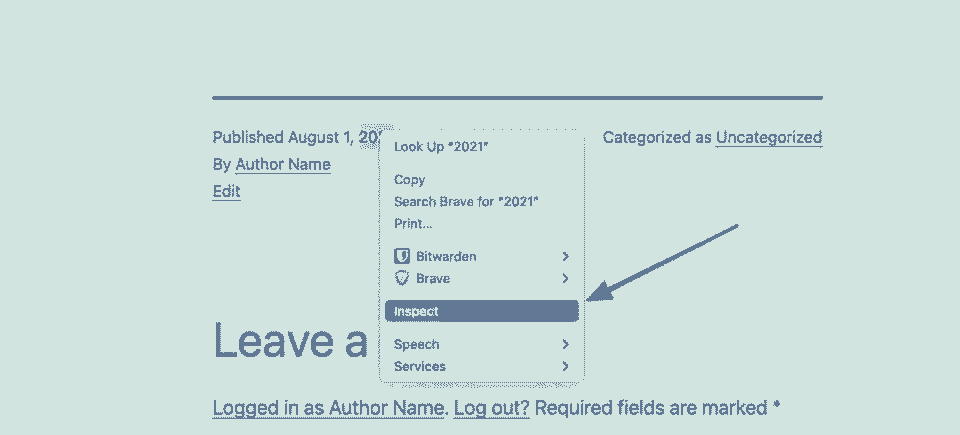 Published August 1, 20
Categorized as Uncategorized
By Author Name
Edit
Look Up "2021"
Copy
Search Brave for "2021"
Print...
Bitwarden
Brave
Inspect
Speech
Services
Leave a
Logged in as Author Name. Log out? Required fields are marked *